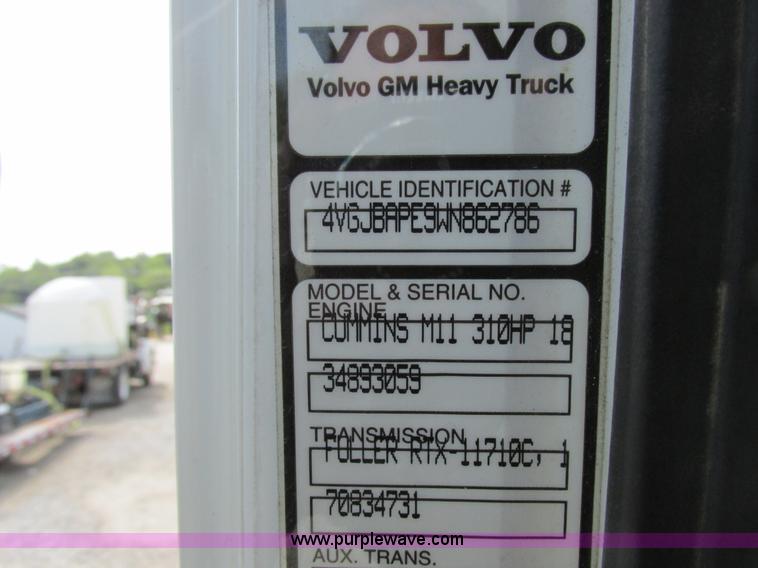 VOLVO
Volvo GM Heavy Truck
VEHICLE IDENTIFICATION #
4VGJBAPE9WN862786
MODEL & SERIAL NO.
ENGINE
CUMMINS M11 310HP 18
34893059
TRANSMISSION
FULLER RTX-11710C, 1
70834731
www.purplewave.com
AUX. TRANS.